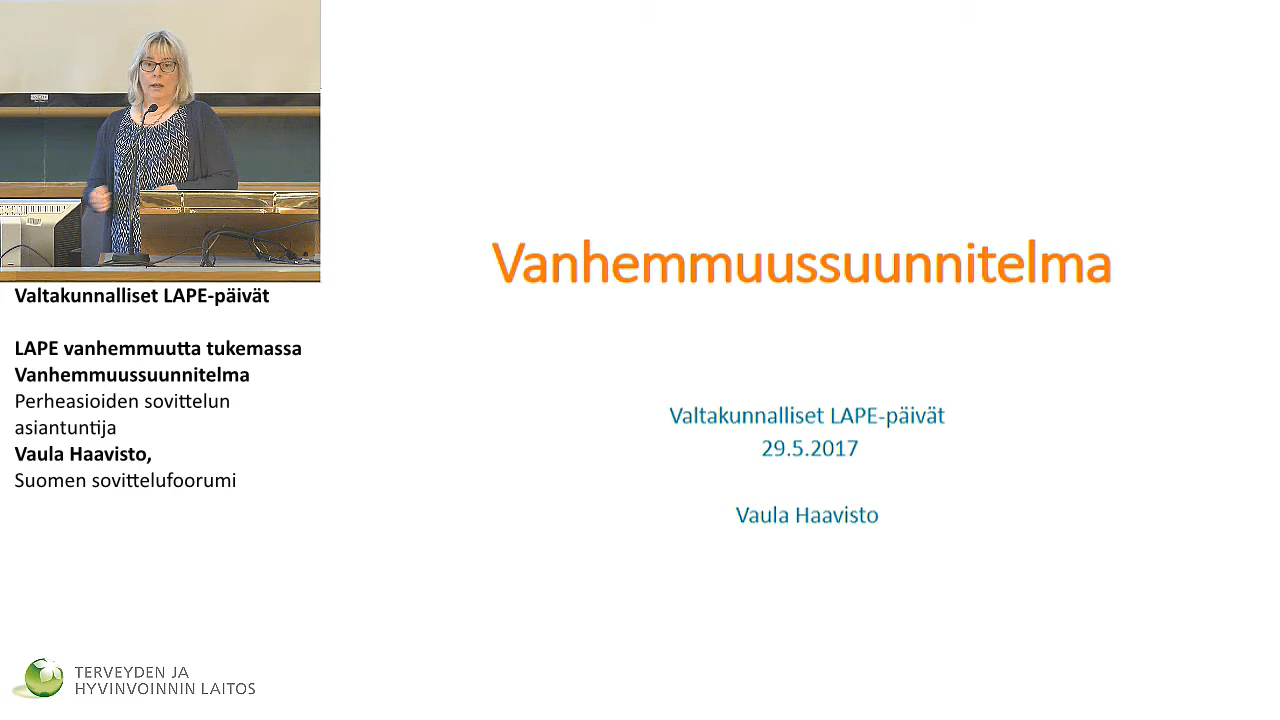 Valtakunnalliset LAPE-päivät
LAPE vanhemmuutta tukemassa
Vanhemmuussuunnitelma
Perheasioiden sovittelun
asiantuntija
Vaula Haavisto,
Suomen sovittelufoorumi
TERVEYDEN JA
HYVINVOINNIN LAITOS
Vanhemmuussuunnitelma
Valtakunnalliset LAPE-päivät
29.5.2017
Vaula Haavisto